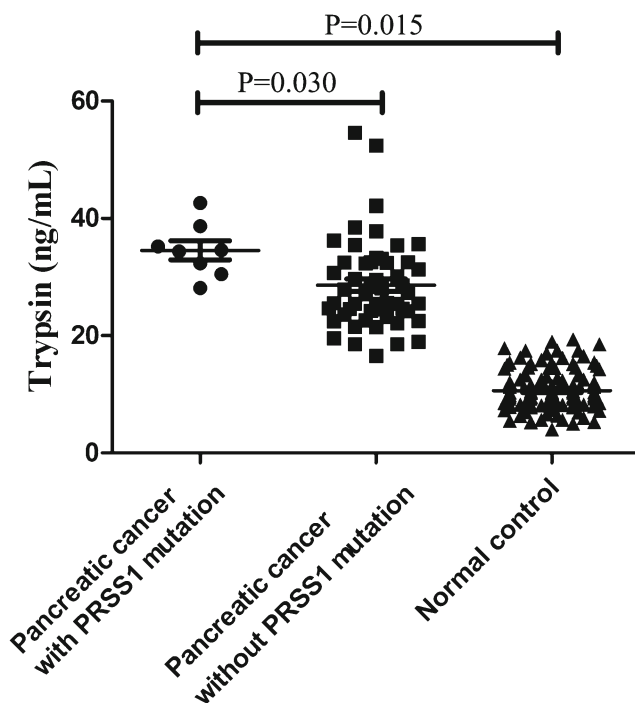 P=0.015
P=0.030
Trypsin (ng/mL)
60
40
20
0
Pancreatic cancer
with PRSS1 mutation
Pancreatic cancer
without PRSS1 mutation
Normal control